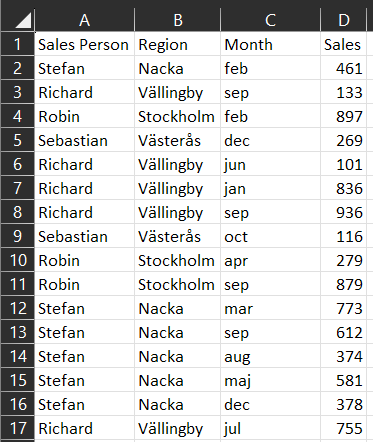 A B C D
1 Sales Person Region Month Sales
2 Stefan Nacka feb 461
3 Richard Vällingby sep 133
4 Robin Stockholm feb 897
5 Sebastian Västerås dec 269
6 Richard Vällingby jun 101
7 Richard Vällingby jan 836
8 Richard Vällingby sep 936
9 Sebastian Västerås oct 116
10 Robin Stockholm apr 279
11 Robin Stockholm sep 879
12 Stefan Nacka mar 773
13 Stefan Nacka sep 612
14 Stefan Nacka aug 374
15 Stefan Nacka maj 581
16 Stefan Nacka dec 378
17 Richard Vällingby jul 755